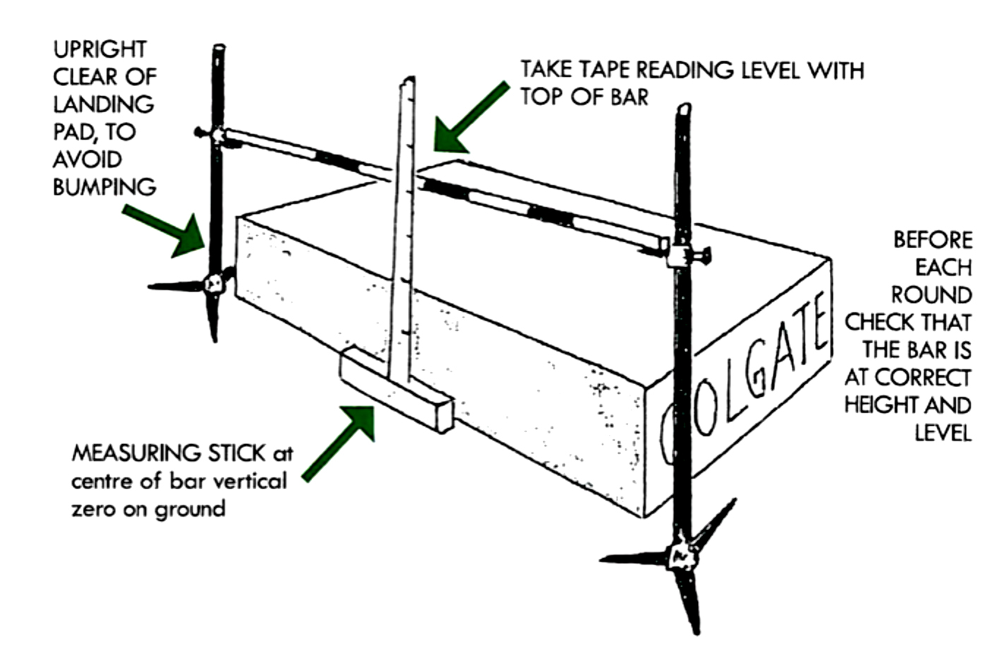 UPRIGHT
CLEAR OF
LANDING
PAD, TO
AVOID
BUMPING
TAKE TAPE READING LEVEL WITH
TOP OF BAR
BEFORE
EACH
ROUND
CHECK THAT
THE BAR IS
AT CORRECT
HEIGHT AND
LEVEL
COLGATE
MEASURING STICK at
centre of bar vertical
zero on ground